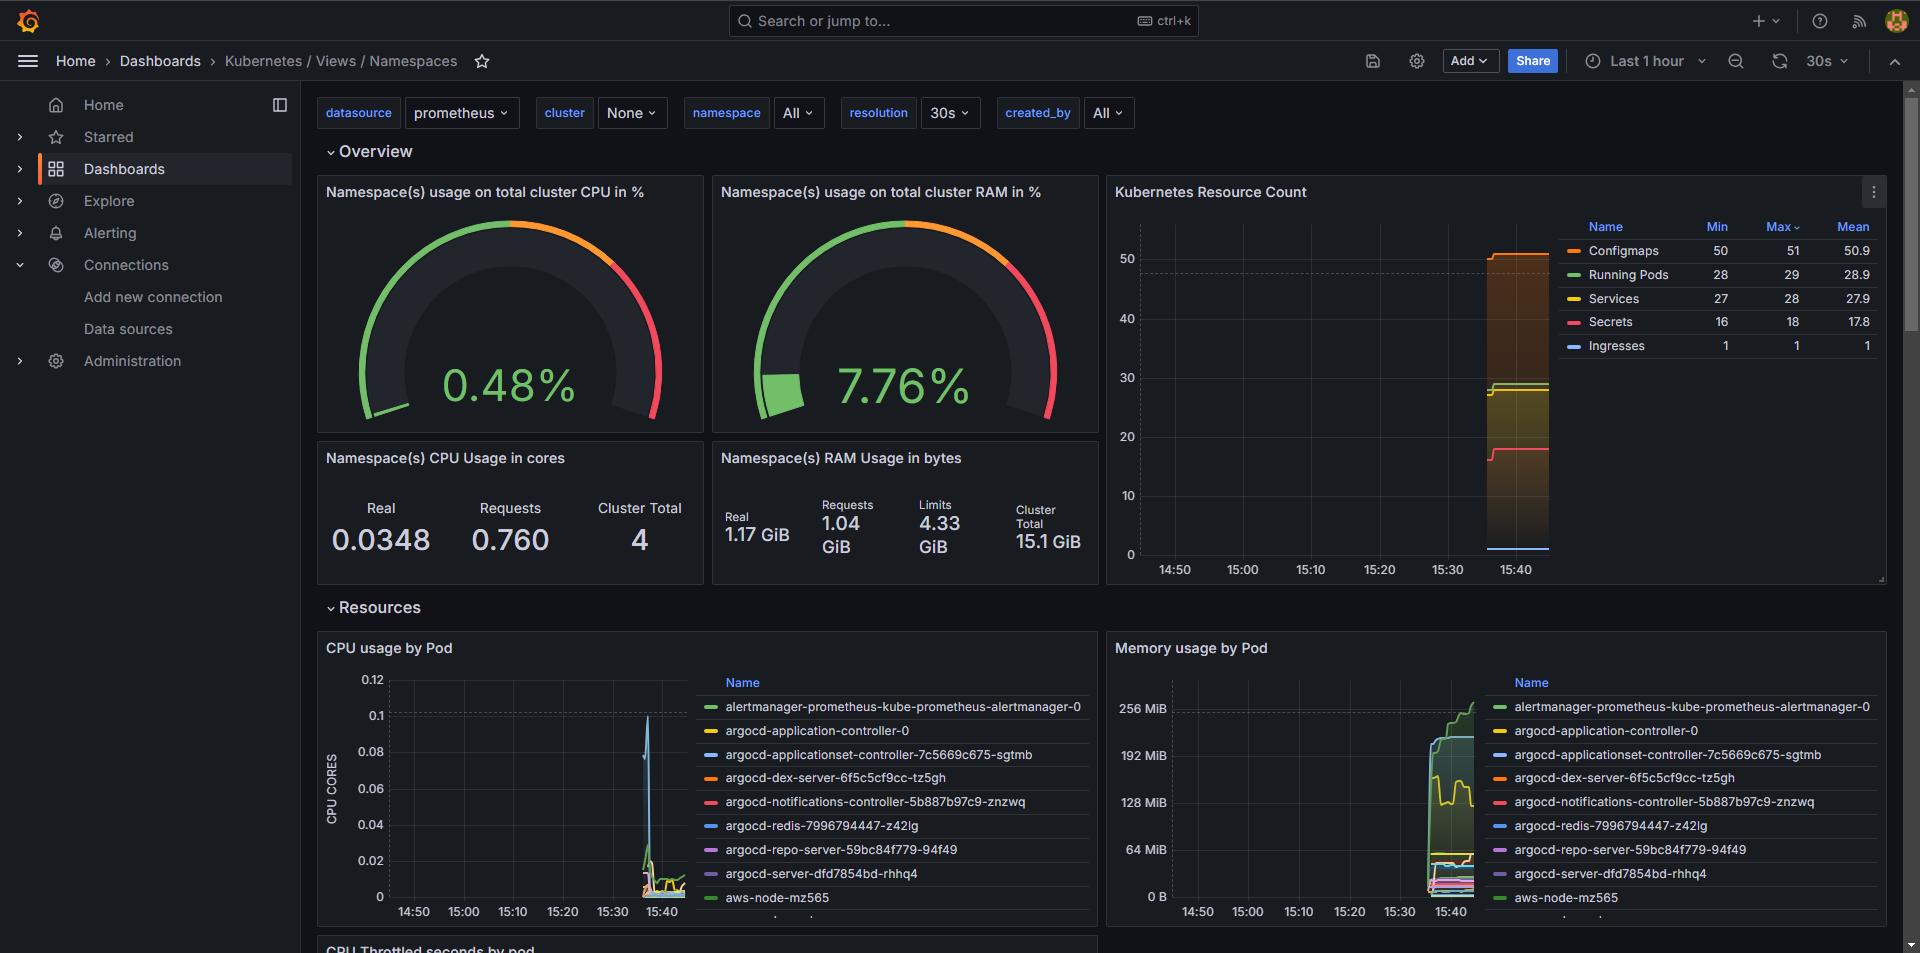 Search or jump to...
ctrl+k
Home › Dashboards › Kubernetes / Views / Namespaces
Add
Share
Last 1 hour
30s
Home
Starred
Dashboards
Explore
Alerting
Connections
Add new connection
Data sources
Administration
datasource prometheus cluster None namespace All resolution 30s created_by All
Overview
Namespace(s) usage on total cluster CPU in %
0.48%
Namespace(s) usage on total cluster RAM in %
7.76%
Kubernetes Resource Count
50
40
30
20
10
0
14:50 15:00 15:10 15:20 15:30 15:40
Name Min Max Mean
Configmaps 50 51 50.9
Running Pods 28 29 28.9
Services 27 28 27.9
Secrets 16 18 17.8
Ingresses 1 1 1
Namespace(s) CPU Usage in cores
Real
0.0348
Requests
0.760
Cluster Total
4
Namespace(s) RAM Usage in bytes
Real
1.17 GiB
Requests
1.04
GiB
Limits
4.33
GiB
Cluster
Total
15.1 GiB
Resources
CPU usage by Pod
CPU CORES
0.12
0.1
0.08
0.06
0.04
0.02
0
14:50 15:00 15:10 15:20 15:30 15:40
Name
alertmanager-prometheus-kube-prometheus-alertmanager-0
argocd-application-controller-0
argocd-applicationset-controller-7c5669c675-sgtmb
argocd-dex-server-6f5c5cf9cc-tz5gh
argocd-notifications-controller-5b887b97c9-znzwq
argocd-redis-7996794447-z42lg
argocd-repo-server-59bc84f779-94f49
argocd-server-dfd7854bd-rhhq4
aws-node-mz565
Memory usage by Pod
256 MiB
192 MiB
128 MiB
64 MiB
0 B
14:50 15:00 15:10 15:20 15:30 15:40
Name
alertmanager-prometheus-kube-prometheus-alertmanager-0
argocd-application-controller-0
argocd-applicationset-controller-7c5669c675-sgtmb
argocd-dex-server-6f5c5cf9cc-tz5gh
argocd-notifications-controller-5b887b97c9-znzwq
argocd-redis-7996794447-z42lg
argocd-repo-server-59bc84f779-94f49
argocd-server-dfd7854bd-rhhq4
aws-node-mz565
CPU Throttled seconds by pod